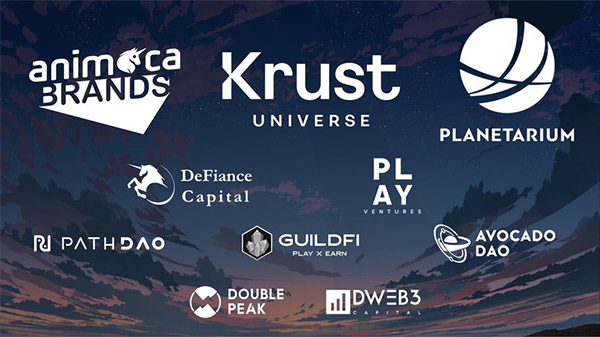 animoca
BRANDS
Krust
UNIVERSE
PLANETARIUM
DeFiance
Capital
PL
AY
VENTURES
PATHDAO
GUILDFI
PLAY X EARN
AVOCADO
DAO
DOUBLE
PEAK
DWEB3
CAPITAL